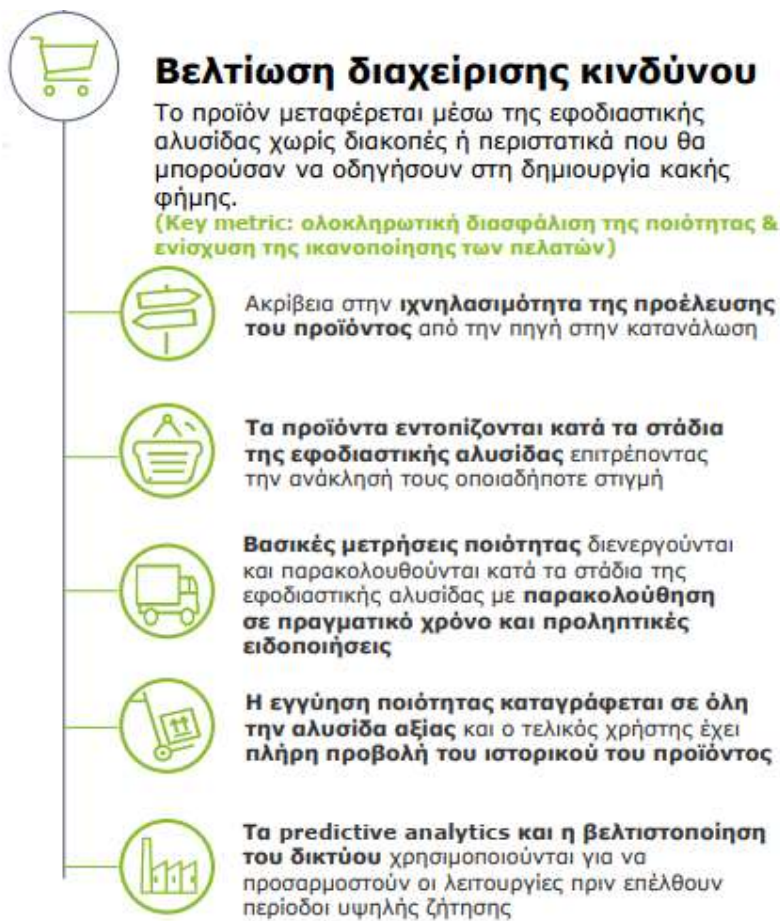 Βελτίωση διαχείρισης κινδύνου
Το προϊόν μεταφέρεται μέσω της εφοδιαστικής
αλυσίδας χωρίς διακοπές ή περιστατικά που θα
μπορούσαν να οδηγήσουν στη δημιουργία κακής
φήμης.
(Key metric: ολοκληρωτική διασφάλιση της ποιότητας &
ενίσχυση της ικανοποίησης των πελατών)
Ακρίβεια στην ιχνηλασιμότητα της προέλευσης
του προϊόντος από την πηγή στην κατανάλωση
Τα προϊόντα εντοπίζονται κατά τα στάδια
της εφοδιαστικής αλυσίδας επιτρέποντας
την ανάκλησή τους οποιαδήποτε στιγμή
Βασικές μετρήσεις ποιότητας διενεργούνται
και παρακολουθούνται κατά τα στάδια της
εφοδιαστικής αλυσίδας με παρακολούθηση
σε πραγματικό χρόνο και προληπτικές
ειδοποιήσεις
Η εγγύηση ποιότητας καταγράφεται σε όλη
την αλυσίδα αξίας και ο τελικός χρήστης έχει
πλήρη προβολή του ιστορικού του προϊόντος
Τα predictive analytics και η βελτιστοποίηση
του δικτύου χρησιμοποιούνται για να
προσαρμοστούν οι λειτουργίες πριν επέλθουν
περίοδοι υψηλής ζήτησης